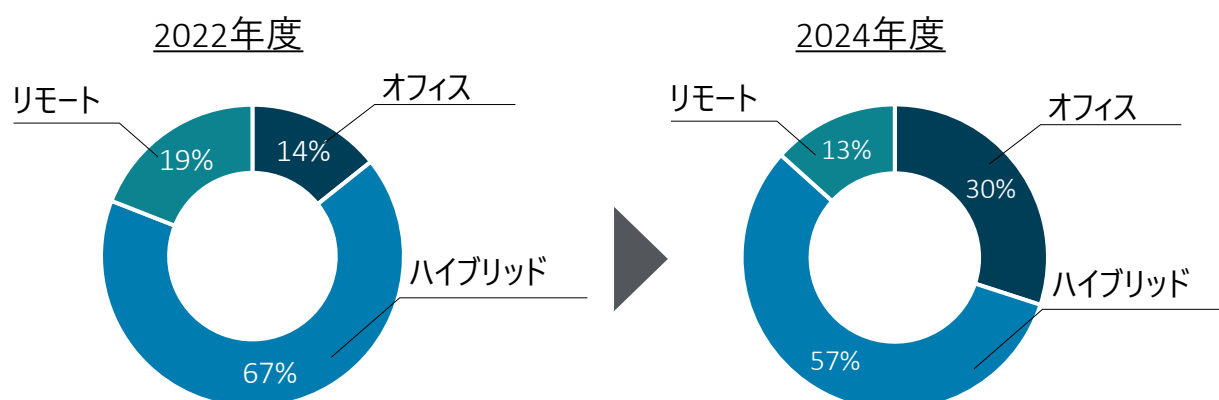 2022年度
リモート
オフィス
19%
14%
ハイブリッド
67%
2024年度
リモート
オフィス
13%
30%
ハイブリッド
57%